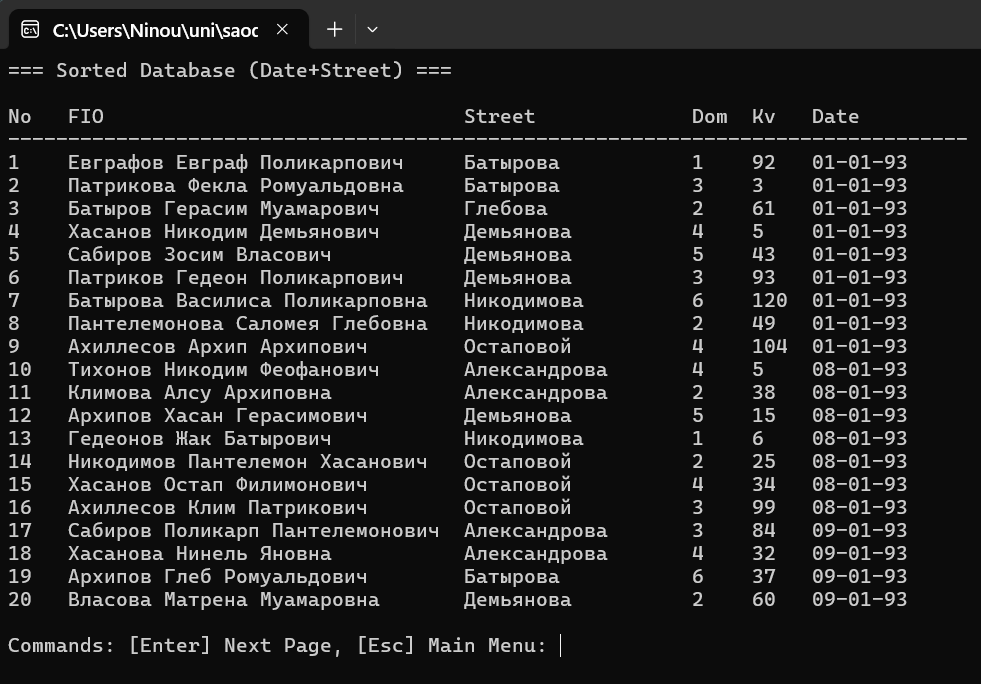 C:\Users\Ninou\uni\saoc
=== Sorted Database (Date+Street) ===
No FIO Street Dom Kv Date
--------------------------------------------------------------------------------
1 Евграфов Евграф Поликарпович Батырова 1 92 01-01-93
2 Патрикова Фекла Ромуальдовна Батырова 3 3 01-01-93
3 Батыров Герасим Муамарович Глебова 2 61 01-01-93
4 Хасанов Никодим Демьянович Демьянова 4 5 01-01-93
5 Сабиров Зосим Власович Демьянова 5 43 01-01-93
6 Патриков Гедеон Поликарпович Демьянова 3 93 01-01-93
7 Батырова Василиса Поликарповна Никодимова 6 120 01-01-93
8 Пантелемонова Саломея Глебовна Никодимова 2 49 01-01-93
9 Ахиллесов Архип Архипович Остаповой 4 104 01-01-93
10 Тихонов Никодим Феофанович Александрова 4 5 08-01-93
11 Климова Алсу Архиповна Александрова 2 38 08-01-93
12 Архипов Хасан Герасимович Демьянова 5 15 08-01-93
13 Гедеонов Жак Батырович Никодимова 1 6 08-01-93
14 Никодимов Пантелемон Хасанович Остаповой 2 25 08-01-93
15 Хасанов Остап Филимонович Остаповой 4 34 08-01-93
16 Ахиллесов Клим Патрикович Остаповой 3 99 08-01-93
17 Сабиров Поликарп Пантелемонович Александрова 3 84 09-01-93
18 Хасанова Нинель Яновна Александрова 4 32 09-01-93
19 Архипов Глеб Ромуальдович Батырова 6 37 09-01-93
20 Власова Матрена Муамаровна Демьянова 2 60 09-01-93
Commands: [Enter] Next Page, [Esc] Main Menu: